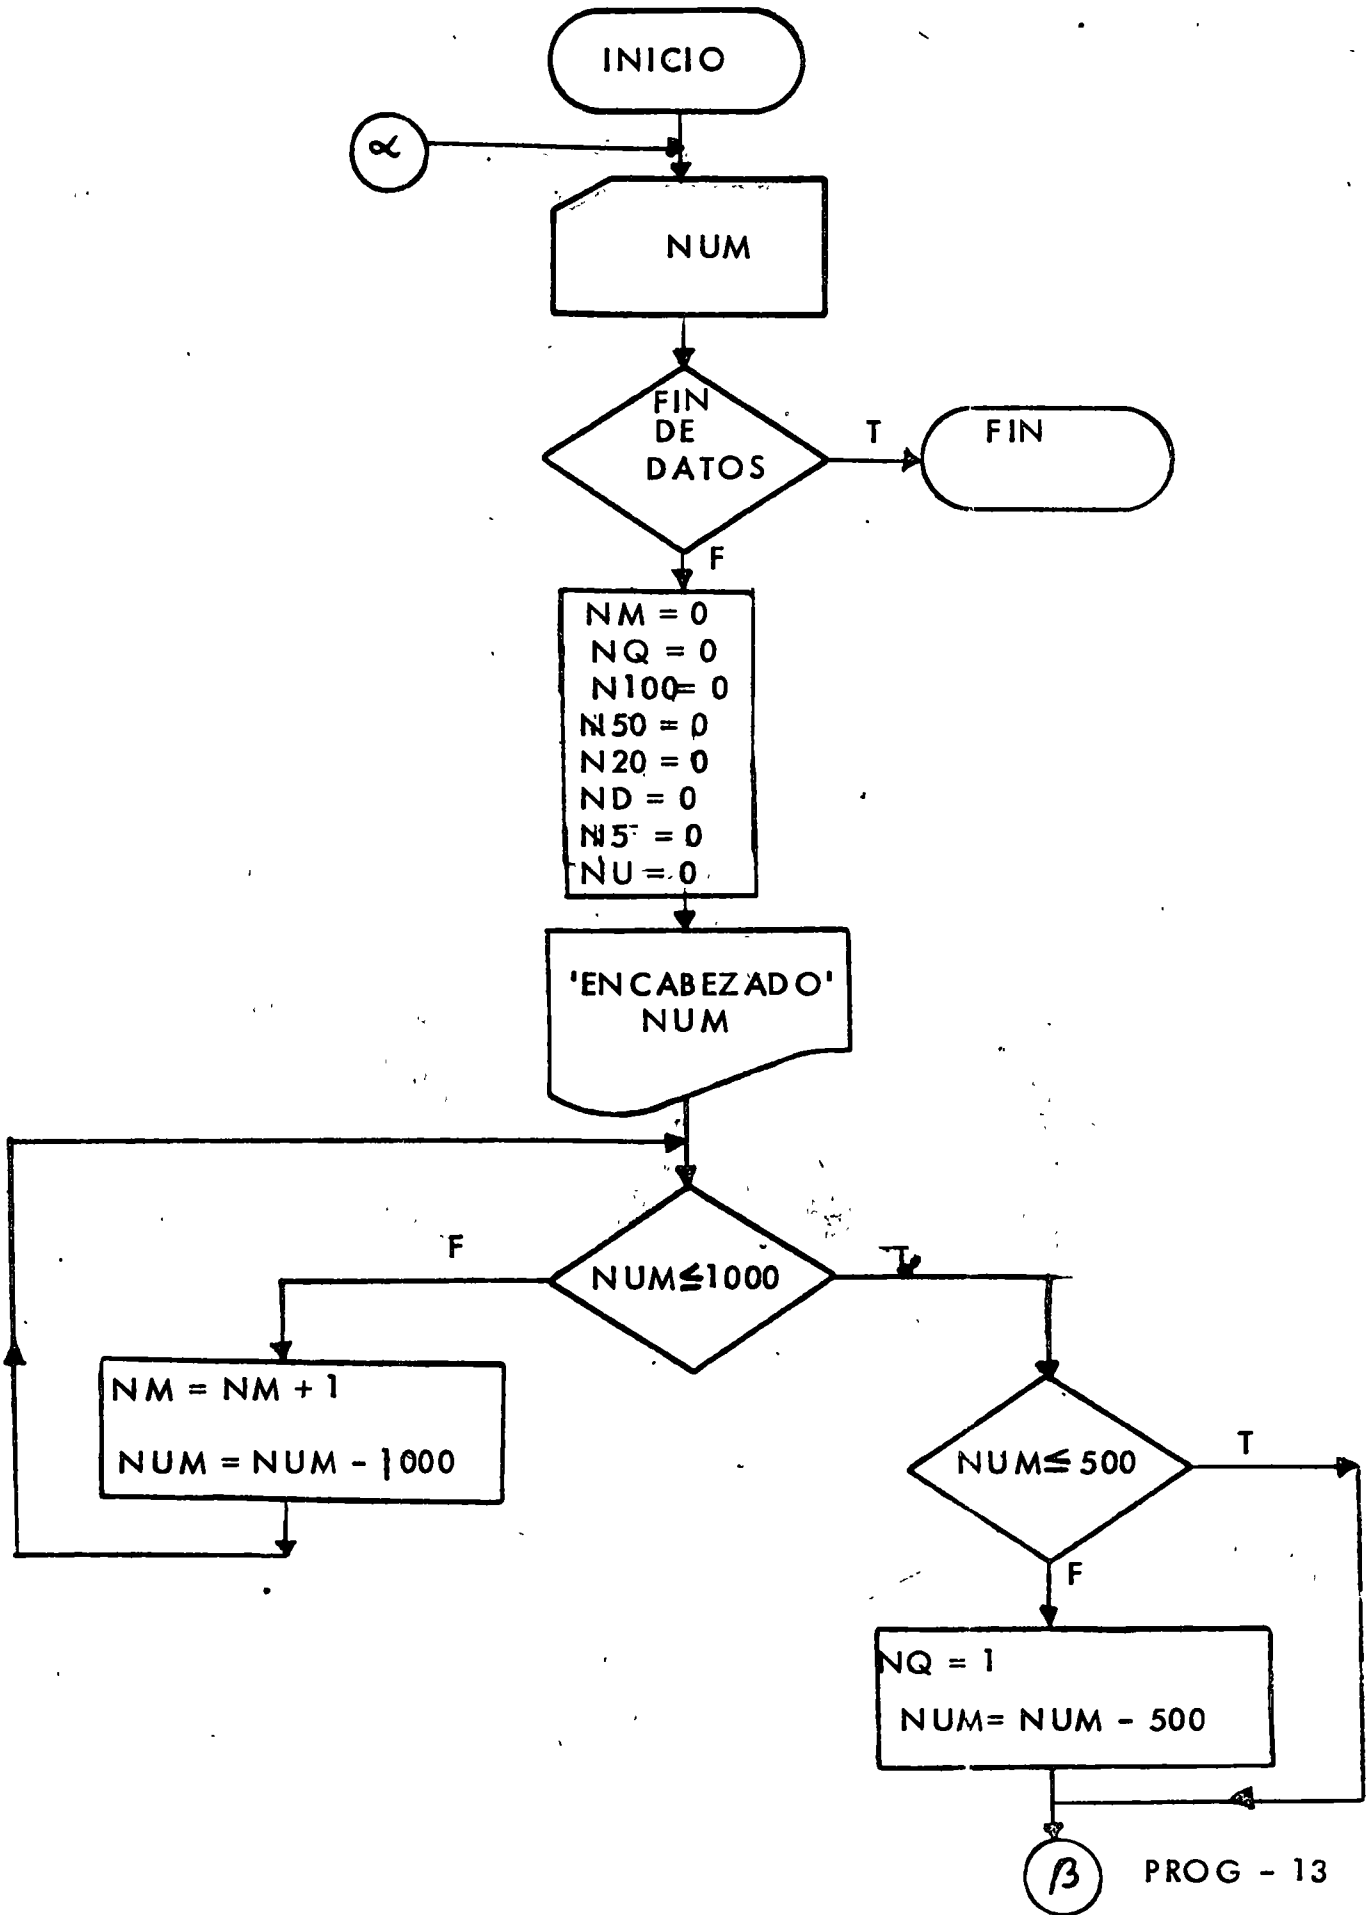 INICIO
α
NUM
FIN
DE
DATOS
T
FIN
F
NM = 0
NQ = 0
N100= 0
N50 = 0
N20 = 0
ND = 0
N5 = 0
NU = 0
'ENCABEZADO'
NUM
F
NUM≤1000
T
NM = NM + 1
NUM = NUM - 1000
NUM≤ 500
T
F
NQ = 1
NUM= NUM - 500
β
PROG - 13